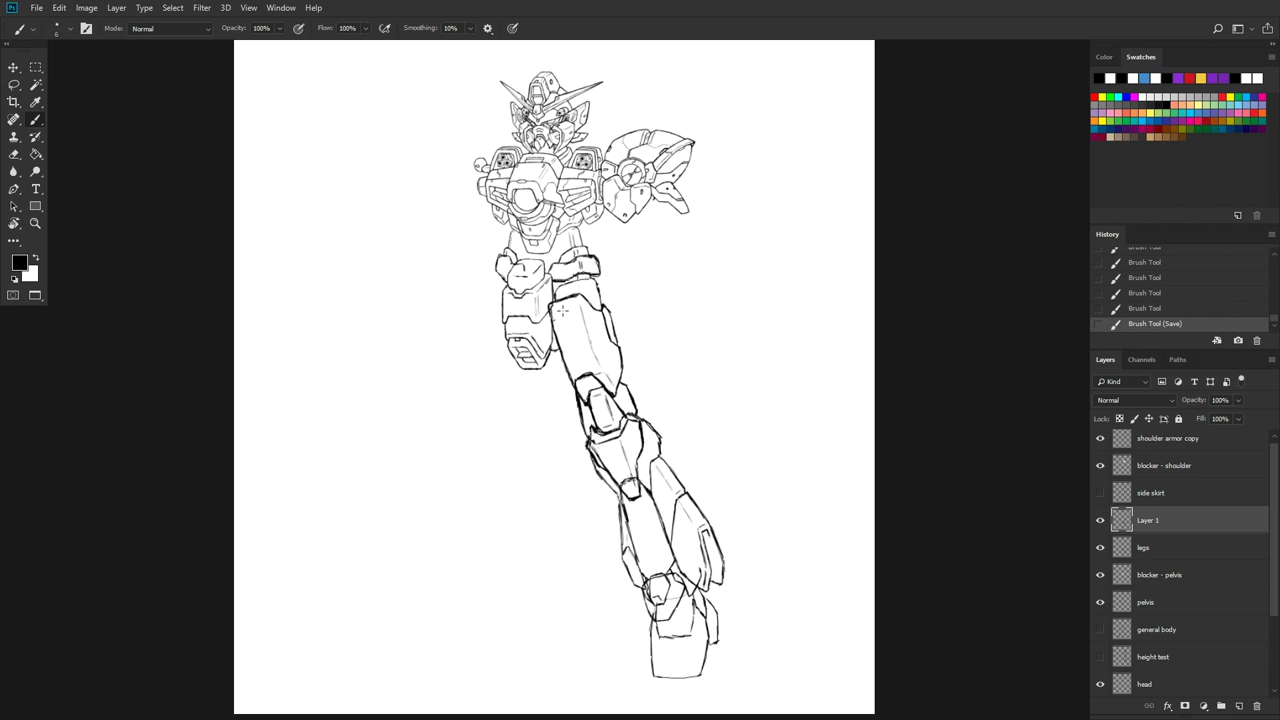 Ps File Edit Image Layer Type Select Filter 3D View Window Help
6 Mode: Normal Opacity: 100% Flow: 100% Smoothing: 10%
Color Swatches
History
Brush Tool
Brush Tool
Brush Tool
Brush Tool
Brush Tool
Brush Tool (Save)
Layers Channels Paths
Kind
Normal Opacity: 100%
Lock: Fill: 100%
shoulder armor copy
blocker - shoulder
side skirt
Layer 1
legs
blocker - pelvis
pelvis
general body
height test
head